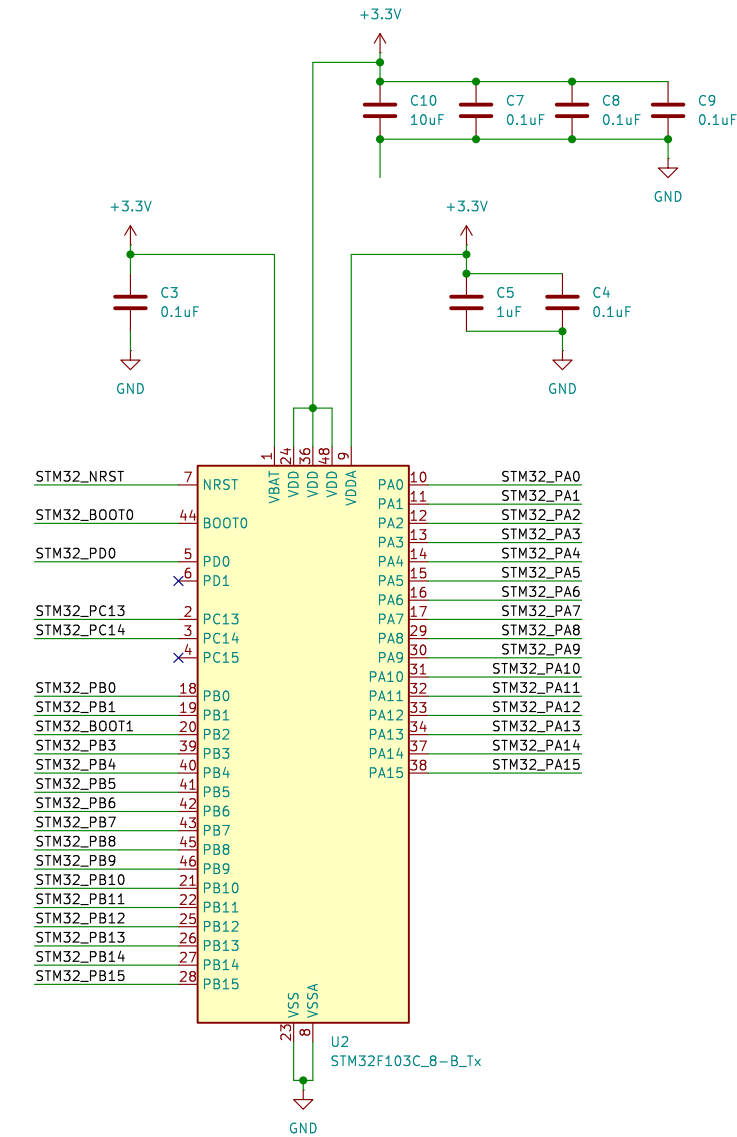 +3.3V
C10
10uF
C7
0.1uF
C8
0.1uF
C9
0.1uF
GND
+3.3V
C3
0.1uF
GND
+3.3V
C5
1uF
C4
0.1uF
GND
1
24
36
48
9
VBAT
VDD
VDD
VDD
VDDA
STM32_NRST 7 NRST
STM32_BOOT0 44 BOOT0
STM32_PD0 5 PD0
6 PD1
STM32_PC13 2 PC13
STM32_PC14 3 PC14
4 PC15
STM32_PB0 18 PB0
STM32_PB1 19 PB1
STM32_BOOT1 20 PB2
STM32_PB3 39 PB3
STM32_PB4 40 PB4
STM32_PB5 41 PB5
STM32_PB6 42 PB6
STM32_PB7 43 PB7
STM32_PB8 45 PB8
STM32_PB9 46 PB9
STM32_PB10 21 PB10
STM32_PB11 22 PB11
STM32_PB12 25 PB12
STM32_PB13 26 PB13
STM32_PB14 27 PB14
STM32_PB15 28 PB15
PA0 10 STM32_PA0
PA1 11 STM32_PA1
PA2 12 STM32_PA2
PA3 13 STM32_PA3
PA4 14 STM32_PA4
PA5 15 STM32_PA5
PA6 16 STM32_PA6
PA7 17 STM32_PA7
PA8 29 STM32_PA8
PA9 30 STM32_PA9
PA10 31 STM32_PA10
PA11 32 STM32_PA11
PA12 33 STM32_PA12
PA13 34 STM32_PA13
PA14 37 STM32_PA14
PA15 38 STM32_PA15
VSS
VSSA
23
8
U2
STM32F103C_8-B_Tx
GND